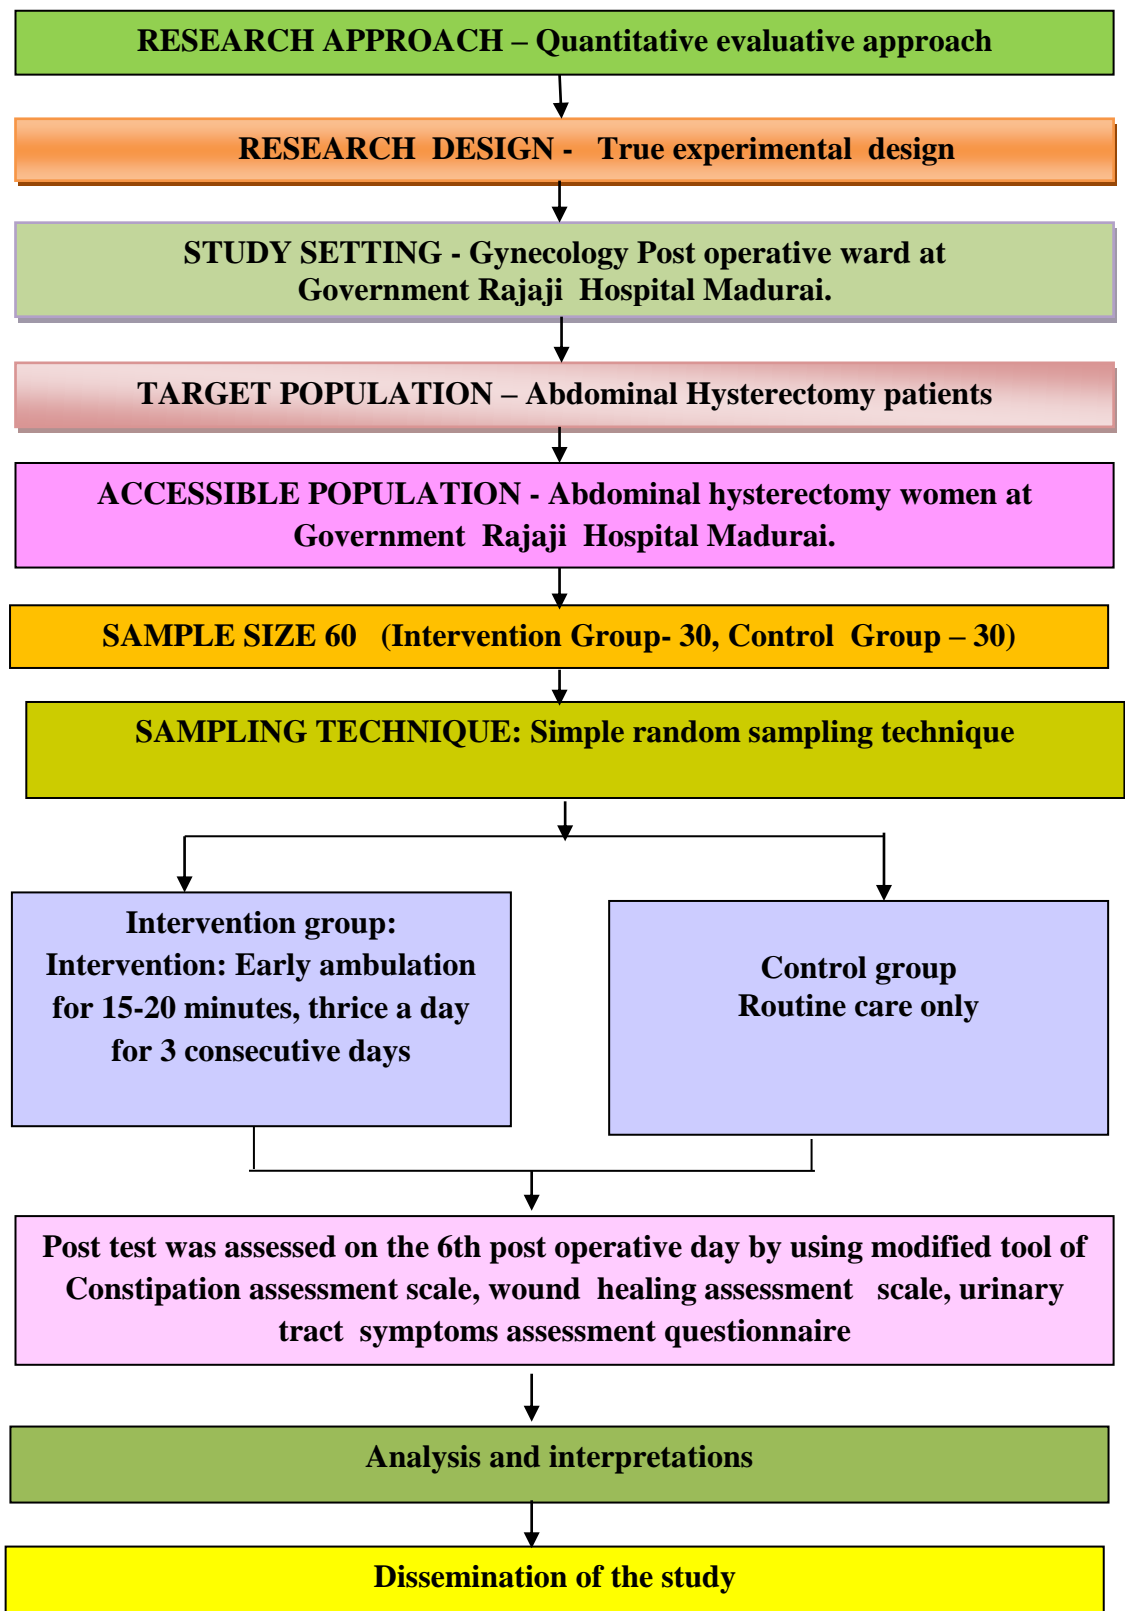 RESEARCH APPROACH – Quantitative evaluative approach
RESEARCH DESIGN - True experimental design
STUDY SETTING - Gynecology Post operative ward at
Government Rajaji Hospital Madurai.
TARGET POPULATION – Abdominal Hysterectomy patients
ACCESSIBLE POPULATION - Abdominal hysterectomy women at
Government Rajaji Hospital Madurai.
SAMPLE SIZE 60 (Intervention Group- 30, Control Group – 30)
SAMPLING TECHNIQUE: Simple random sampling technique
Intervention group:
Intervention: Early ambulation
for 15-20 minutes, thrice a day
for 3 consecutive days
Control group
Routine care only
Post test was assessed on the 6th post operative day by using modified tool of
Constipation assessment scale, wound healing assessment scale, urinary
tract symptoms assessment questionnaire
Analysis and interpretations
Dissemination of the study